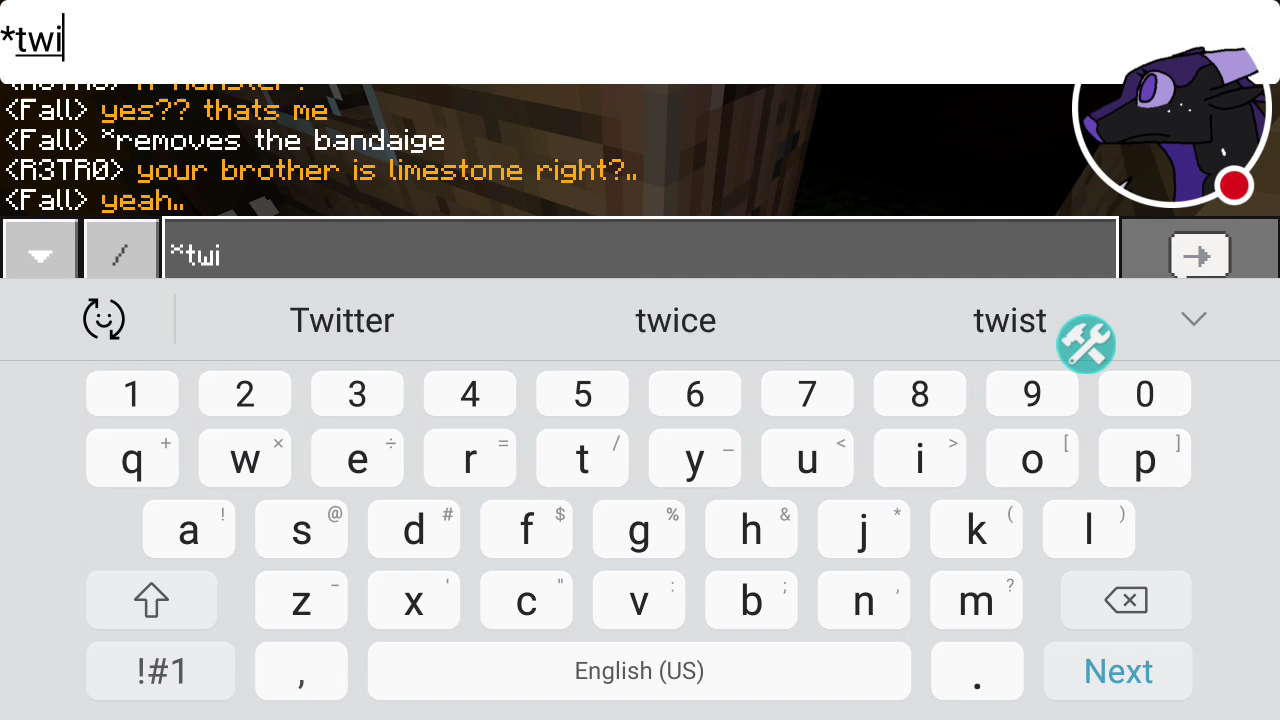 *twi
<Fall> yes?? thats me
<Fall> *removes the bandaige
<R3TR0> your brother is limestone right?..
<Fall> yeah..
/
*twi
Twitter twice twist
1 2 3 4 5 6 7 8 9 0
q + w × e ÷ r = t / y _ u < i > o [ p ]
a ! s @ d # f $ g % h & j * k ( l )
z - x ' c " v : b ; n , m ?
!#1 , English (US) . Next